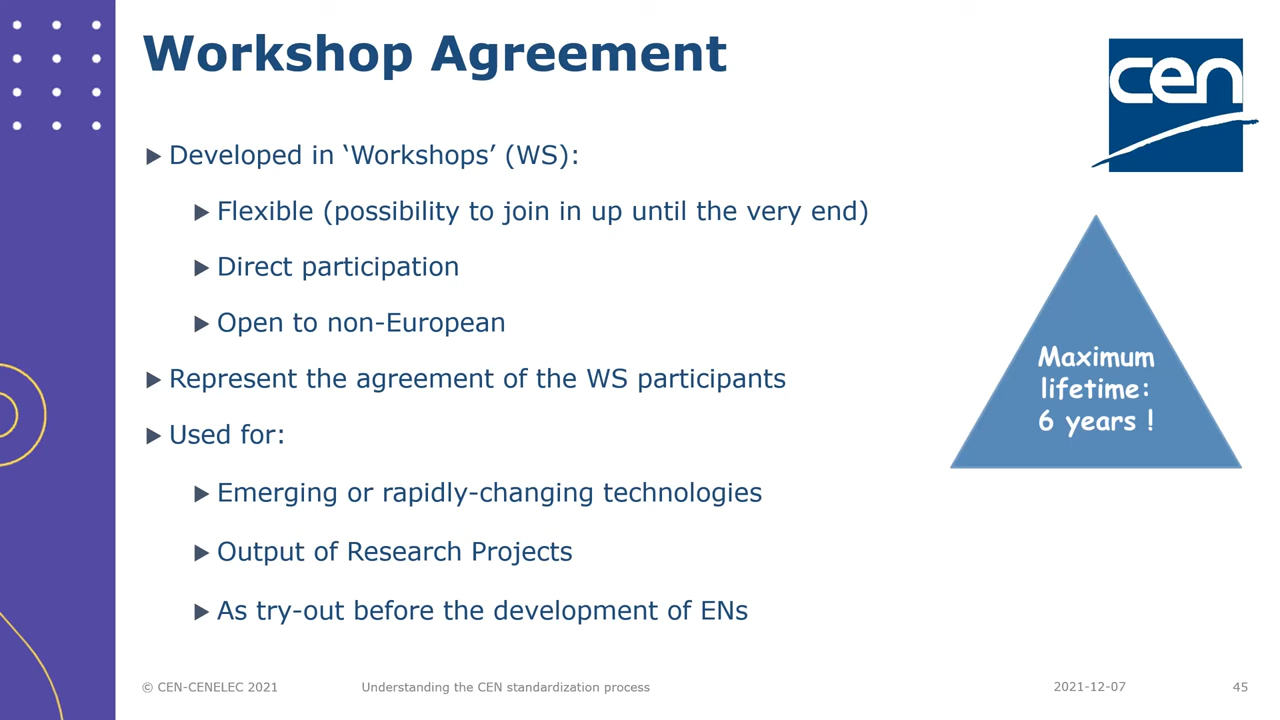 Workshop Agreement
cen
Developed in ‘Workshops’ (WS):
Flexible (possibility to join in up until the very end)
Direct participation
Open to non-European
Represent the agreement of the WS participants
Used for:
Emerging or rapidly-changing technologies
Output of Research Projects
As try-out before the development of ENs
Maximum
lifetime:
6 years !
© CEN-CENELEC 2021
Understanding the CEN standardization process
2021-12-07
45